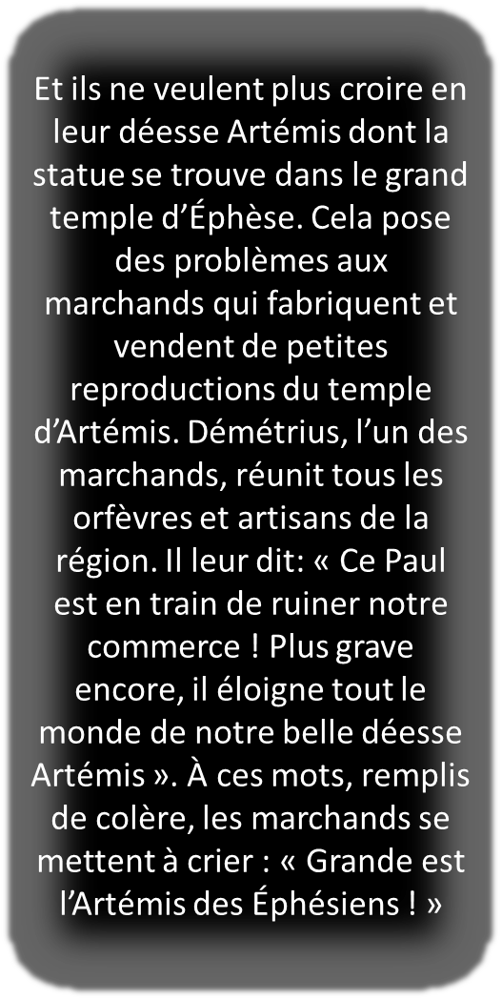 Et ils ne veulent plus croire en
leur déesse Artémis dont la
statue se trouve dans le grand
temple d’Éphèse. Cela pose
des problèmes aux
marchands qui fabriquent et
vendent de petites
reproductions du temple
d’Artémis. Démétrius, l’un des
marchands, réunit tous les
orfèvres et artisans de la
région. Il leur dit: « Ce Paul
est en train de ruiner notre
commerce ! Plus grave
encore, il éloigne tout le
monde de notre belle déesse
Artémis ». À ces mots, remplis
de colère, les marchands se
mettent à crier : « Grande est
l’Artémis des Éphésiens ! »